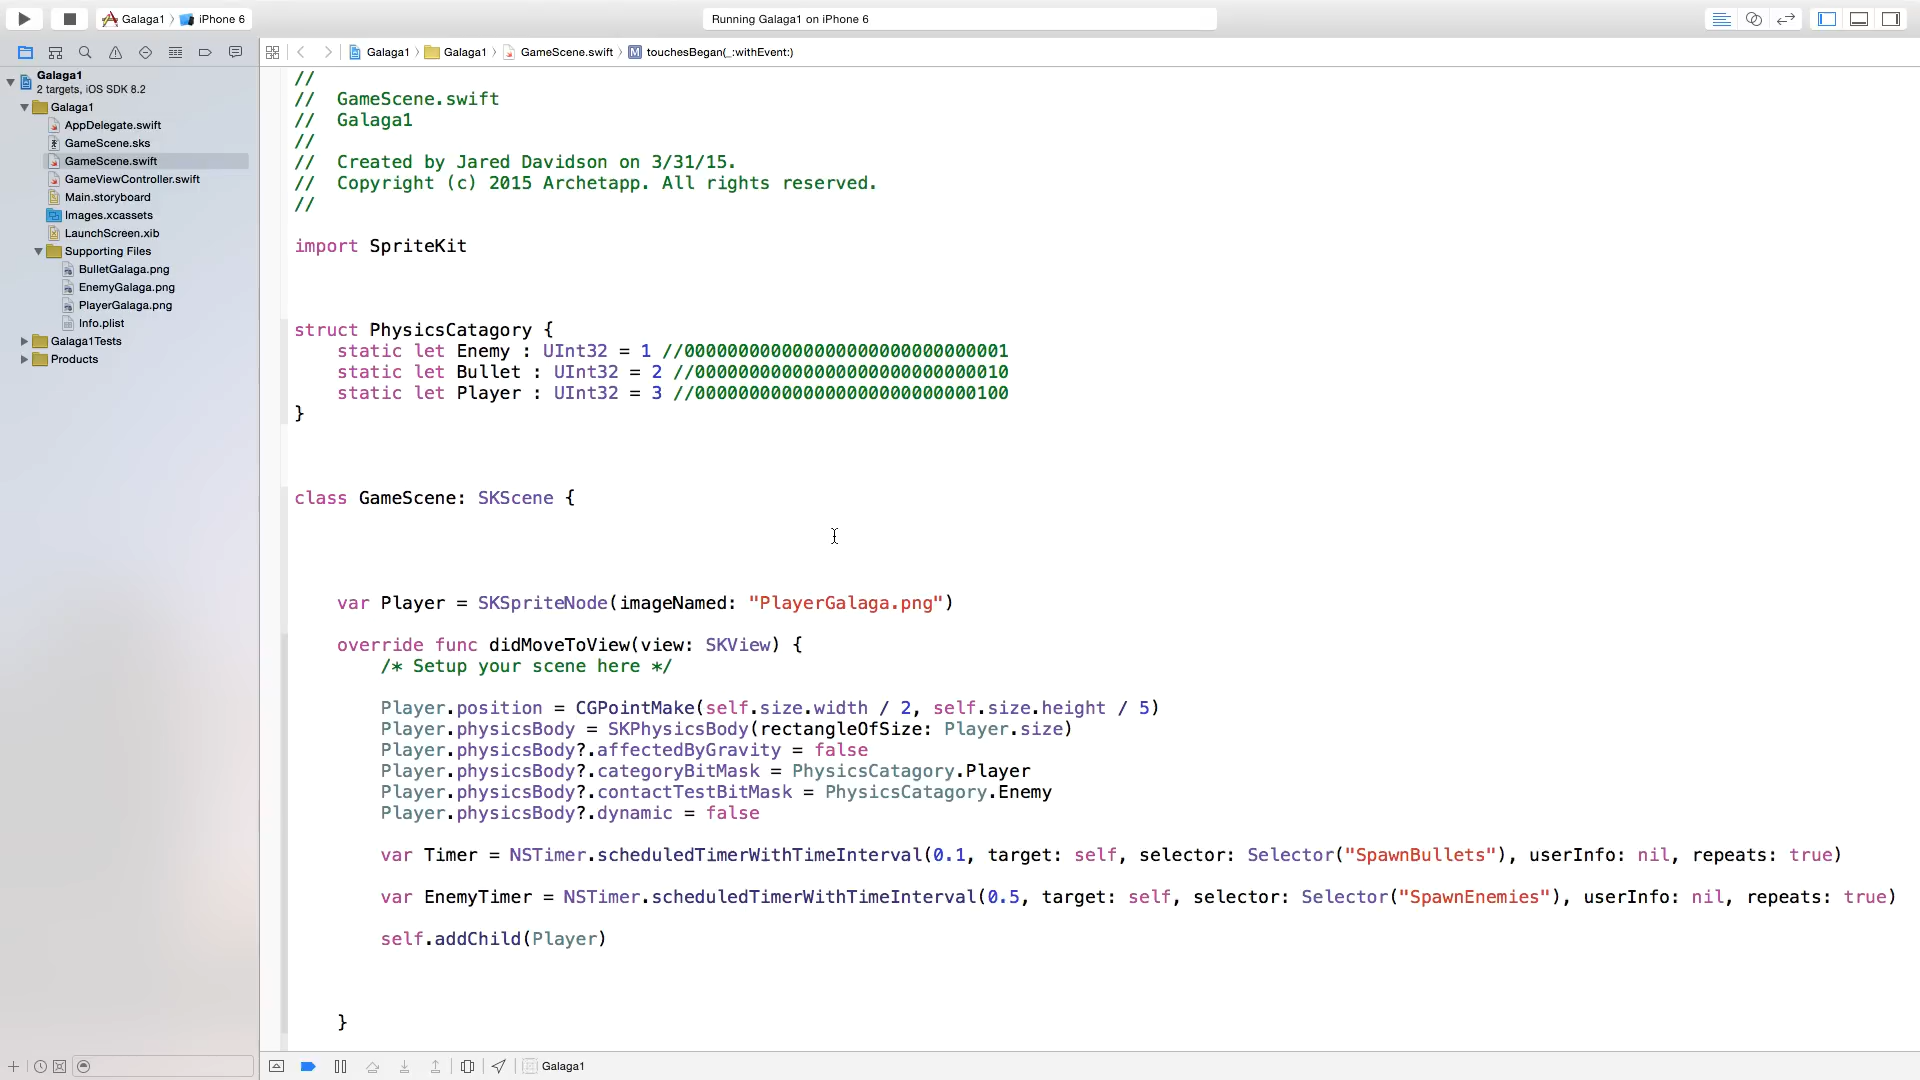 Galaga1 › iPhone 6
Running Galaga1 on iPhone 6
Galaga1 › Galaga1 › GameScene.swift › M touchesBegan(_:withEvent:)
Galaga1
2 targets, iOS SDK 8.2
Galaga1
AppDelegate.swift
GameScene.sks
GameScene.swift
GameViewController.swift
Main.storyboard
Images.xcassets
LaunchScreen.xib
Supporting Files
BulletGalaga.png
EnemyGalaga.png
PlayerGalaga.png
Info.plist
Galaga1Tests
Products
//
//  GameScene.swift
//  Galaga1
//
//  Created by Jared Davidson on 3/31/15.
//  Copyright (c) 2015 Archetapp. All rights reserved.
//
import SpriteKit
struct PhysicsCatagory {
static let Enemy : UInt32 = 1 //000000000000000000000000000001
static let Bullet : UInt32 = 2 //00000000000000000000000000010
static let Player : UInt32 = 3 //00000000000000000000000000100
}
class GameScene: SKScene {
var Player = SKSpriteNode(imageNamed: "PlayerGalaga.png")
override func didMoveToView(view: SKView) {
/* Setup your scene here */
Player.position = CGPointMake(self.size.width / 2, self.size.height / 5)
Player.physicsBody = SKPhysicsBody(rectangleOfSize: Player.size)
Player.physicsBody?.affectedByGravity = false
Player.physicsBody?.categoryBitMask = PhysicsCatagory.Player
Player.physicsBody?.contactTestBitMask = PhysicsCatagory.Enemy
Player.physicsBody?.dynamic = false
var Timer = NSTimer.scheduledTimerWithTimeInterval(0.1, target: self, selector: Selector("SpawnBullets"), userInfo: nil, repeats: true)
var EnemyTimer = NSTimer.scheduledTimerWithTimeInterval(0.5, target: self, selector: Selector("SpawnEnemies"), userInfo: nil, repeats: true)
self.addChild(Player)
}
Galaga1